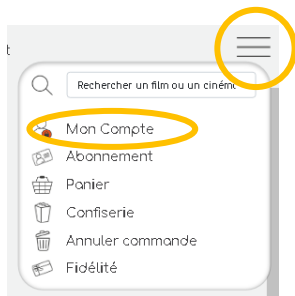 t
Rechercher un film ou un ciném
Mon Compte
Abonnement
Panier
Confiserie
Annuler commande
Fidélité